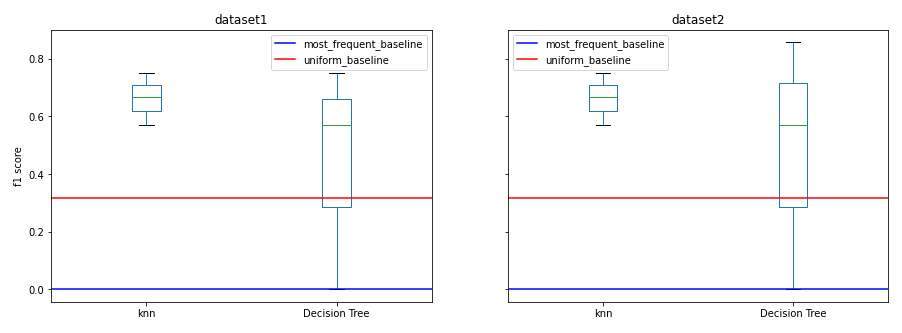 dataset1
most_frequent_baseline
uniform_baseline
f1 score
0.8
0.6
0.4
0.2
0.0
knn
Decision Tree
dataset2
most_frequent_baseline
uniform_baseline
knn
Decision Tree